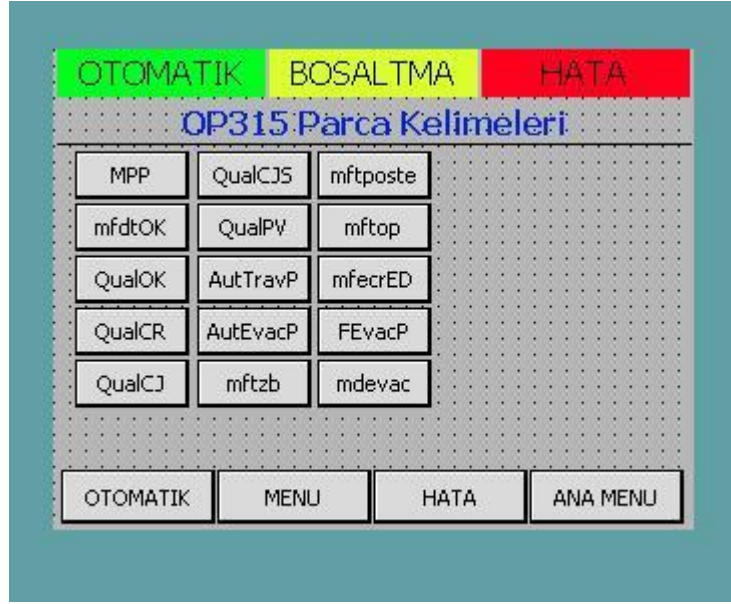 OTOMATIK BOSALTMA HATA
OP315:Parca Kelimeleri
MPP QualCJS mftposte
mfdtOK QualPV mftop
QualOK AutTravP mfecrED
QualCR AutEvacP FEvacP
QualCJ mftzb mdevac
OTOMATIK MENU HATA ANA MENU